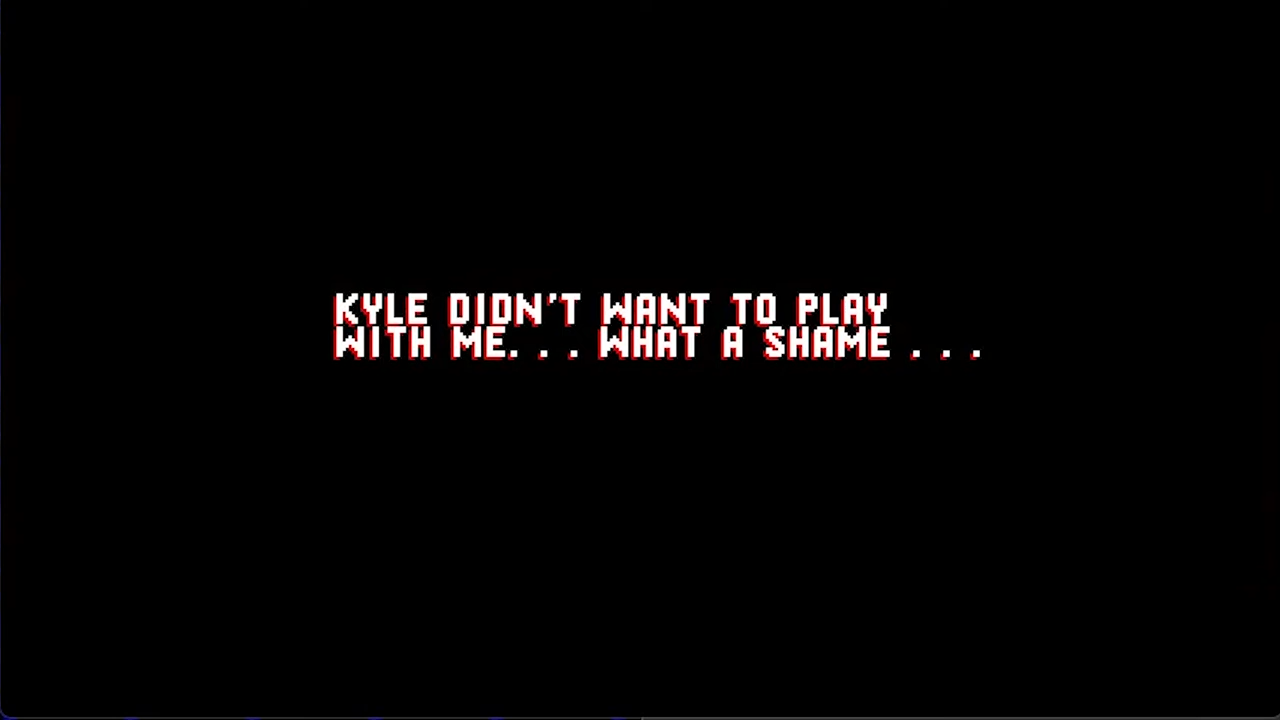 KYLE DIDN'T WANT TO PLAY
WITH ME. . . WHAT A SHAME . . .